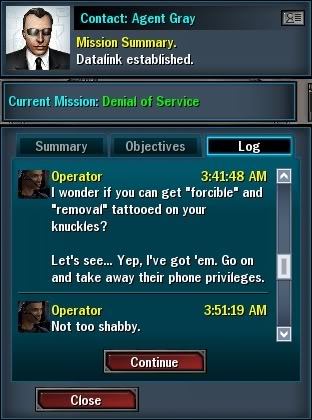 Contact: Agent Gray
Mission Summary.
Datalink established.
Current Mission: Denial of Service
Summary
Objectives
Log
Operator 3:41:48 AM
I wonder if you can get "forcible" and
"removal" tattooed on your
knuckles?
Let's see... Yep, I've got 'em. Go on
and take away their phone privileges.
Operator 3:51:19 AM
Not too shabby.
Continue
Close